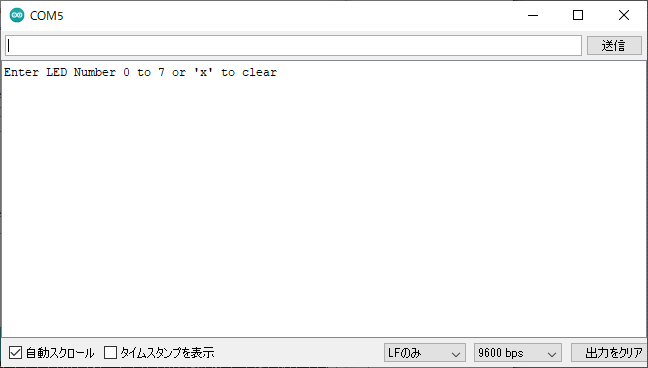 COM5
送信
Enter LED Number 0 to 7 or 'x' to clear
自動スクロール タイムスタンプを表示 LFのみ 9600 bps 出力をクリア